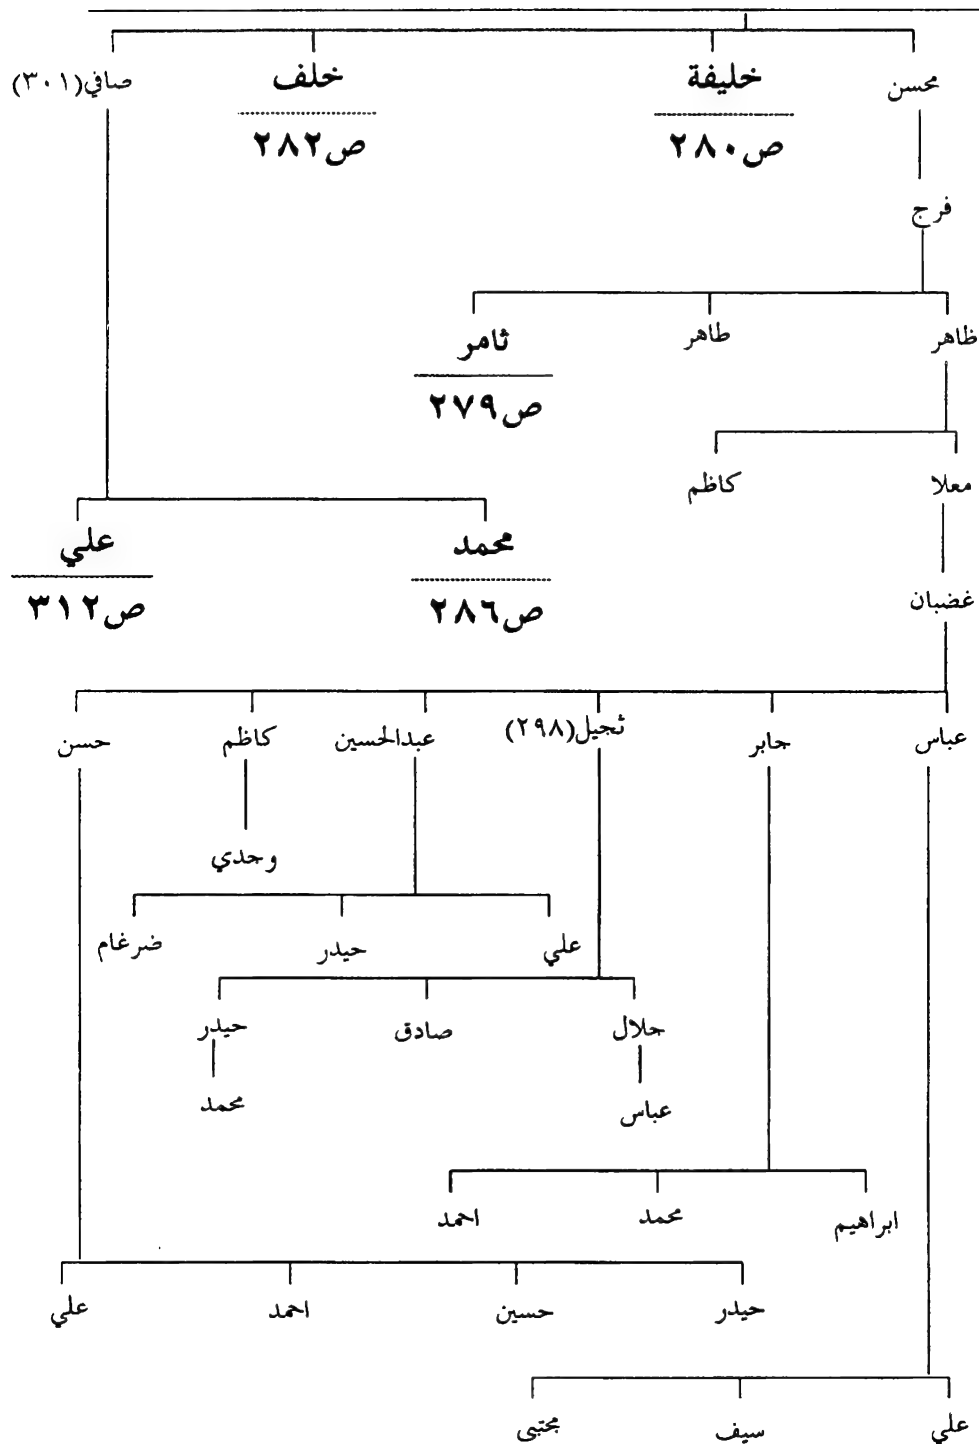 محسن
خليفة
خلف
صافي(٣٠١)
ص٢٨٠
ص٢٨٢
فرج
ظاهر
طاهر
ثامر
ص٢٧٩
معلا
كاظم
محمد
علي
ص٢٨٦
ص٣١٢
غضبان
عباس
جابر
ثجيل(٢٩٨)
عبدالحسين
كاظم
حسن
وجدي
علي
حيدر
ضرغام
جلال
صادق
حيدر
عباس
محمد
ابراهيم
محمد
احمد
حيدر
حسين
احمد
علي
علي
سيف
مجتبى